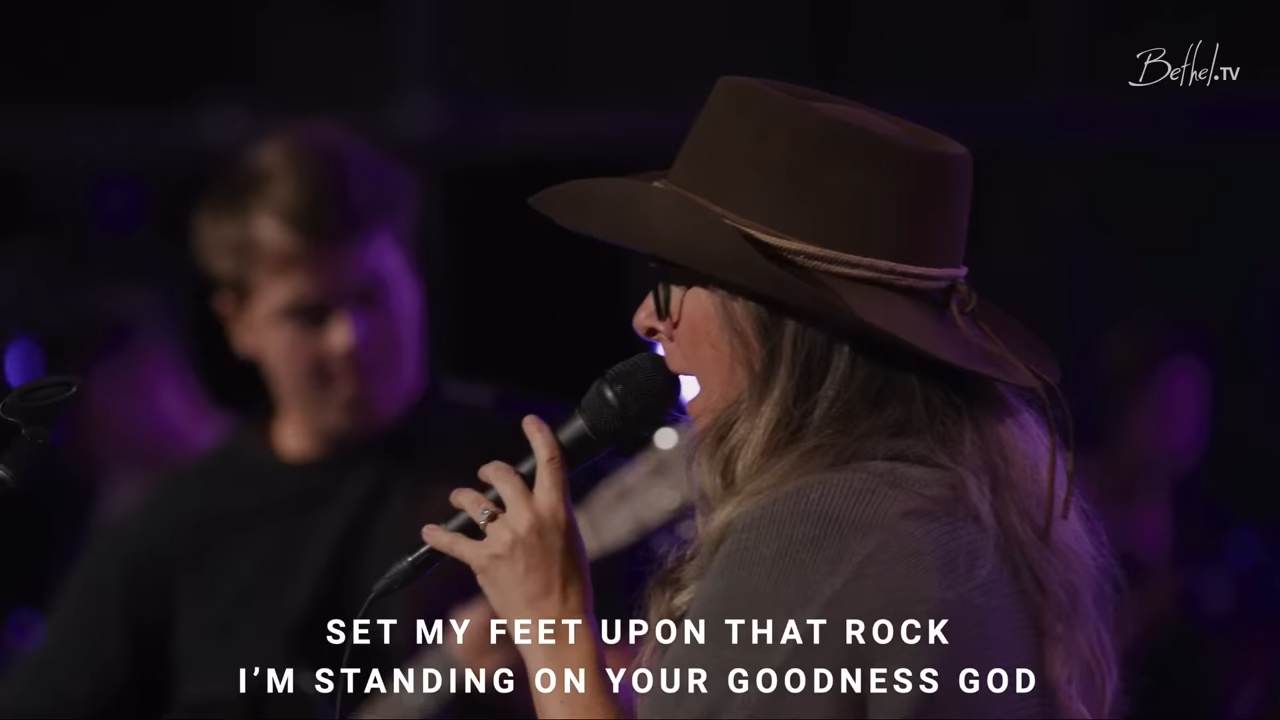 Bethel.TV
SET MY FEET UPON THAT ROCK
I'M STANDING ON YOUR GOODNESS GOD